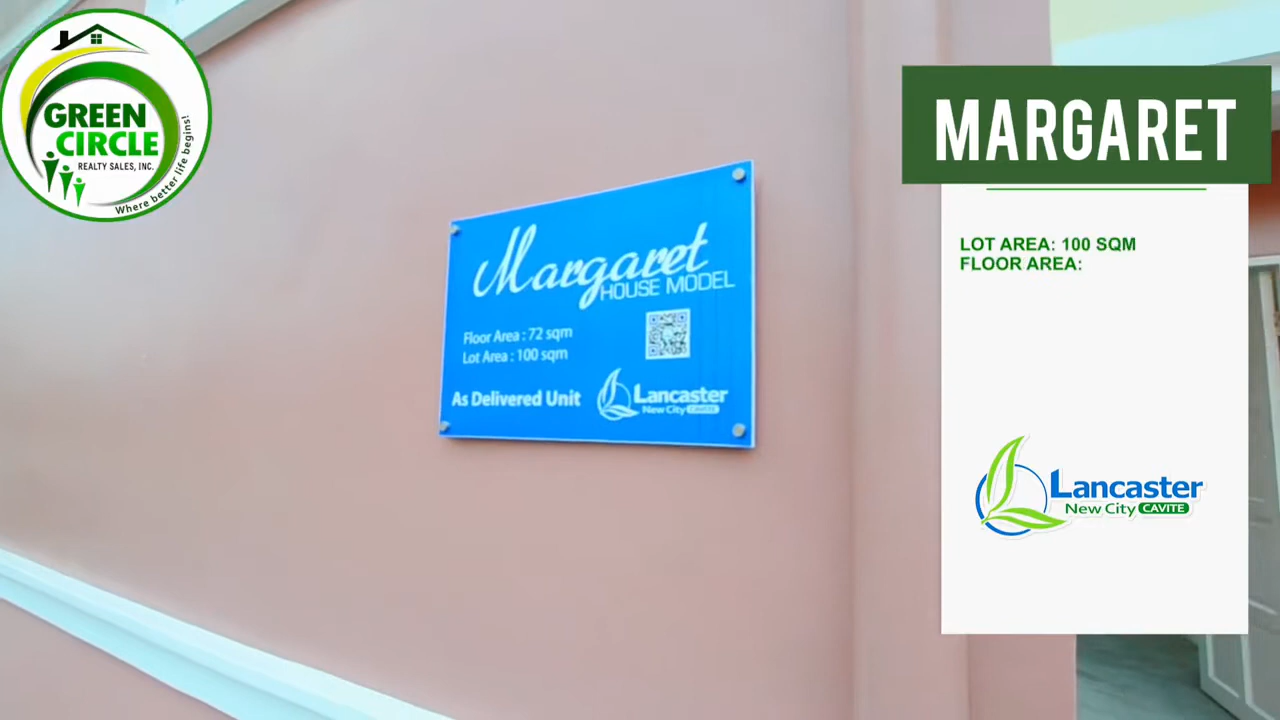 GREEN
CIRCLE
REALTY SALES, INC.
Where better life begins!
Margaret
HOUSE MODEL
Floor Area : 72 sqm
Lot Area : 100 sqm
As Delivered Unit
Lancaster
New City CAVITE
MARGARET
LOT AREA: 100 SQM
FLOOR AREA:
Lancaster
New City CAVITE